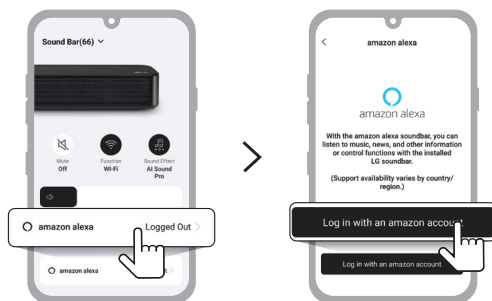 Sound Bar(66)
Mute
Off
Function
Wi-Fi
Sound Effect
AI Sound
Pro
amazon alexa
Logged Out
amazon alexa
amazon alexa
amazon alexa
With the amazon alexa soundbar, you can
listen to music, news, and other information
or control functions with the installed
LG soundbar.
(Support availability varies by country/
region.)
Log in with an amazon account
Log in with an amazon account